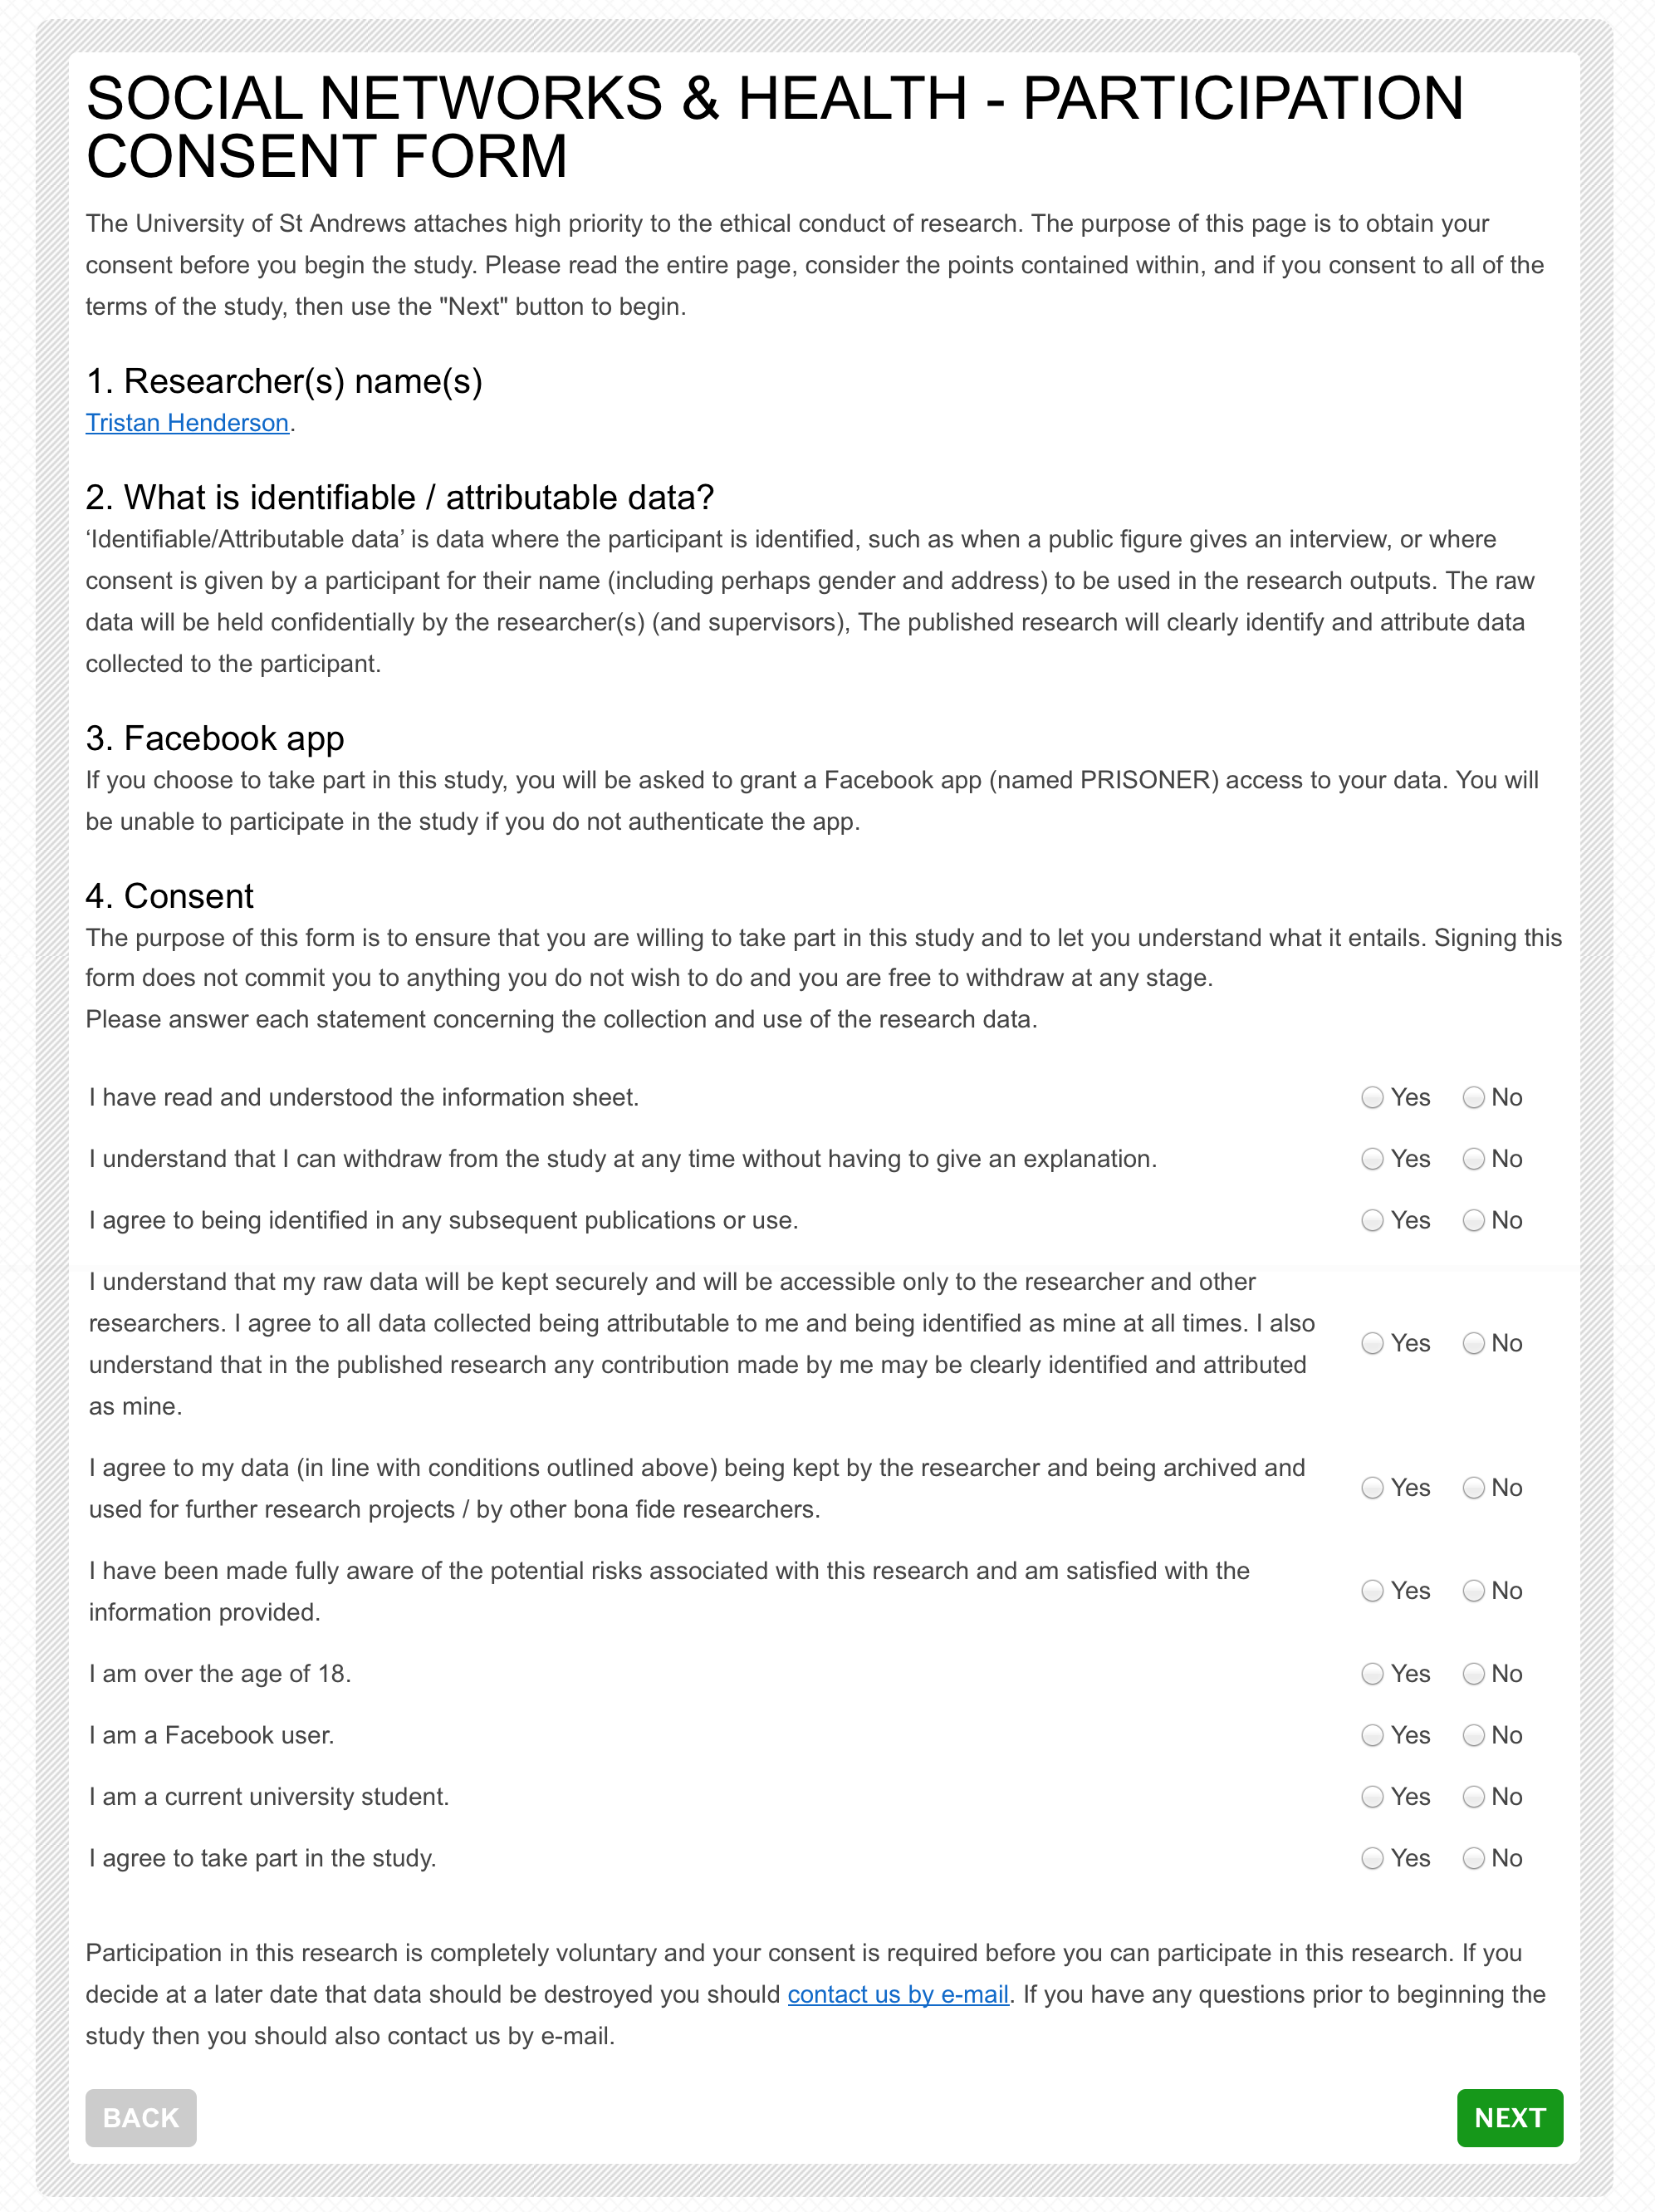 SOCIAL NETWORKS & HEALTH - PARTICIPATION
CONSENT FORM
The University of St Andrews attaches high priority to the ethical conduct of research. The purpose of this page is to obtain your
consent before you begin the study. Please read the entire page, consider the points contained within, and if you consent to all of the
terms of the study, then use the "Next" button to begin.
1. Researcher(s) name(s)
Tristan Henderson.
2. What is identifiable / attributable data?
‘Identifiable/Attributable data’ is data where the participant is identified, such as when a public figure gives an interview, or where
consent is given by a participant for their name (including perhaps gender and address) to be used in the research outputs. The raw
data will be held confidentially by the researcher(s) (and supervisors), The published research will clearly identify and attribute data
collected to the participant.
3. Facebook app
If you choose to take part in this study, you will be asked to grant a Facebook app (named PRISONER) access to your data. You will
be unable to participate in the study if you do not authenticate the app.
4. Consent
The purpose of this form is to ensure that you are willing to take part in this study and to let you understand what it entails. Signing this
form does not commit you to anything you do not wish to do and you are free to withdraw at any stage.
Please answer each statement concerning the collection and use of the research data.
I have read and understood the information sheet. Yes No
I understand that I can withdraw from the study at any time without having to give an explanation. Yes No
I agree to being identified in any subsequent publications or use. Yes No
I understand that my raw data will be kept securely and will be accessible only to the researcher and other
researchers. I agree to all data collected being attributable to me and being identified as mine at all times. I also
understand that in the published research any contribution made by me may be clearly identified and attributed
as mine.
Yes No
I agree to my data (in line with conditions outlined above) being kept by the researcher and being archived and
used for further research projects / by other bona fide researchers.
Yes No
I have been made fully aware of the potential risks associated with this research and am satisfied with the
information provided.
Yes No
I am over the age of 18. Yes No
I am a Facebook user. Yes No
I am a current university student. Yes No
I agree to take part in the study. Yes No
Participation in this research is completely voluntary and your consent is required before you can participate in this research. If you
decide at a later date that data should be destroyed you should contact us by e-mail. If you have any questions prior to beginning the
study then you should also contact us by e-mail.
BACK NEXT